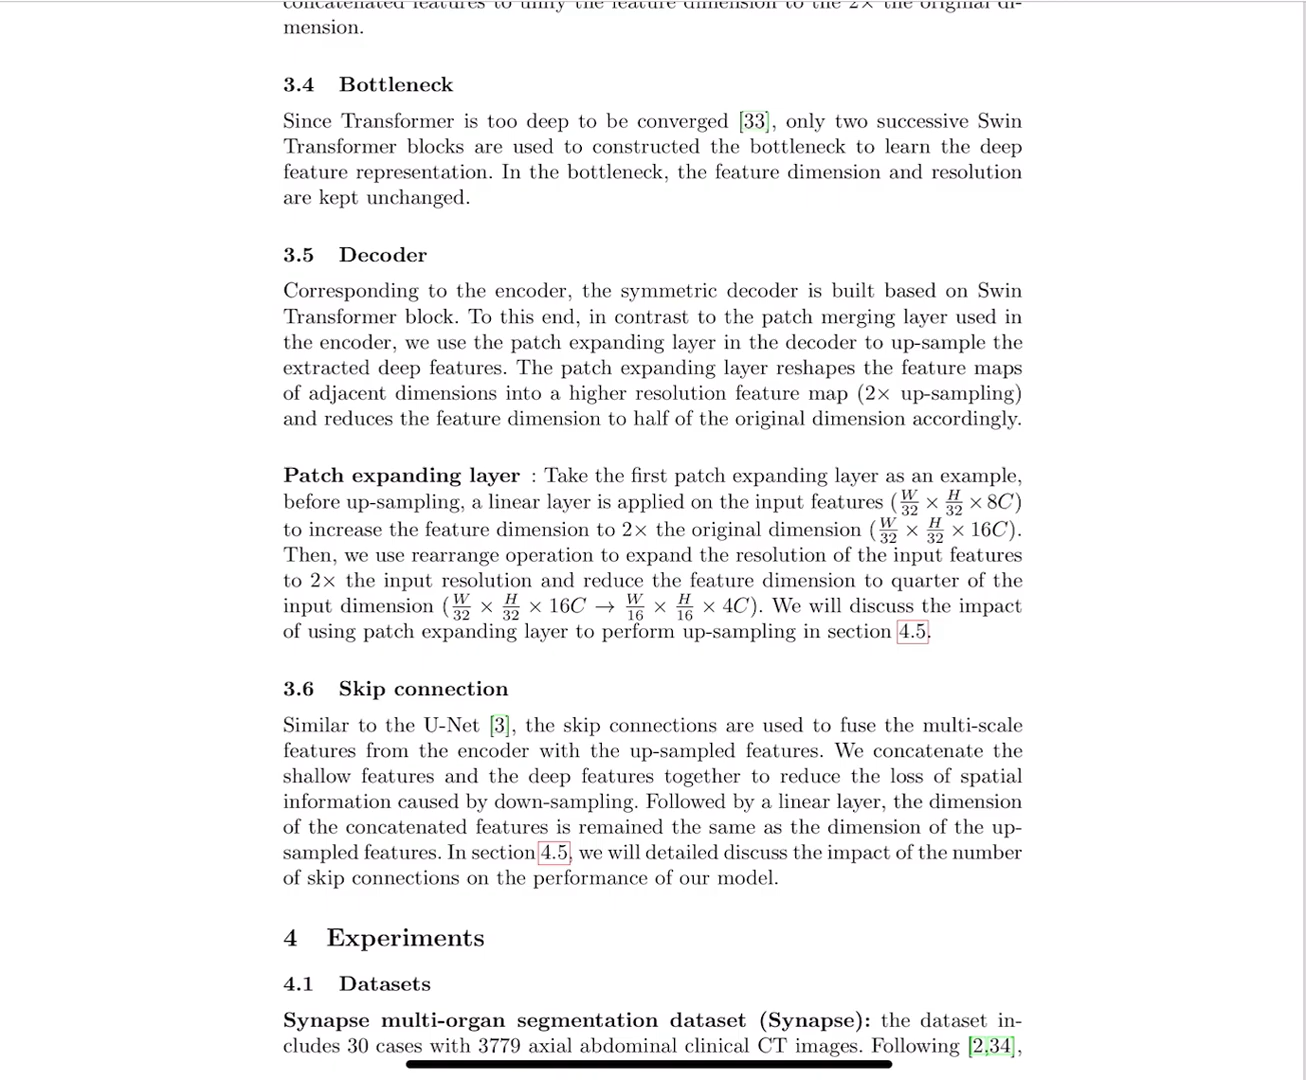 concatenated features to unify the feature dimension to the 2× the original di-
mension.
3.4 Bottleneck
Since Transformer is too deep to be converged [33], only two successive Swin
Transformer blocks are used to constructed the bottleneck to learn the deep
feature representation. In the bottleneck, the feature dimension and resolution
are kept unchanged.
3.5 Decoder
Corresponding to the encoder, the symmetric decoder is built based on Swin
Transformer block. To this end, in contrast to the patch merging layer used in
the encoder, we use the patch expanding layer in the decoder to up-sample the
extracted deep features. The patch expanding layer reshapes the feature maps
of adjacent dimensions into a higher resolution feature map (2× up-sampling)
and reduces the feature dimension to half of the original dimension accordingly.
Patch expanding layer : Take the first patch expanding layer as an example,
before up-sampling, a linear layer is applied on the input features (W/32 × H/32 × 8C)
to increase the feature dimension to 2× the original dimension (W/32 × H/32 × 16C).
Then, we use rearrange operation to expand the resolution of the input features
to 2× the input resolution and reduce the feature dimension to quarter of the
input dimension (W/32 × H/32 × 16C → W/16 × H/16 × 4C). We will discuss the impact
of using patch expanding layer to perform up-sampling in section 4.5.
3.6 Skip connection
Similar to the U-Net [3], the skip connections are used to fuse the multi-scale
features from the encoder with the up-sampled features. We concatenate the
shallow features and the deep features together to reduce the loss of spatial
information caused by down-sampling. Followed by a linear layer, the dimension
of the concatenated features is remained the same as the dimension of the up-
sampled features. In section 4.5, we will detailed discuss the impact of the number
of skip connections on the performance of our model.
4 Experiments
4.1 Datasets
Synapse multi-organ segmentation dataset (Synapse): the dataset in-
cludes 30 cases with 3779 axial abdominal clinical CT images. Following [2,34],